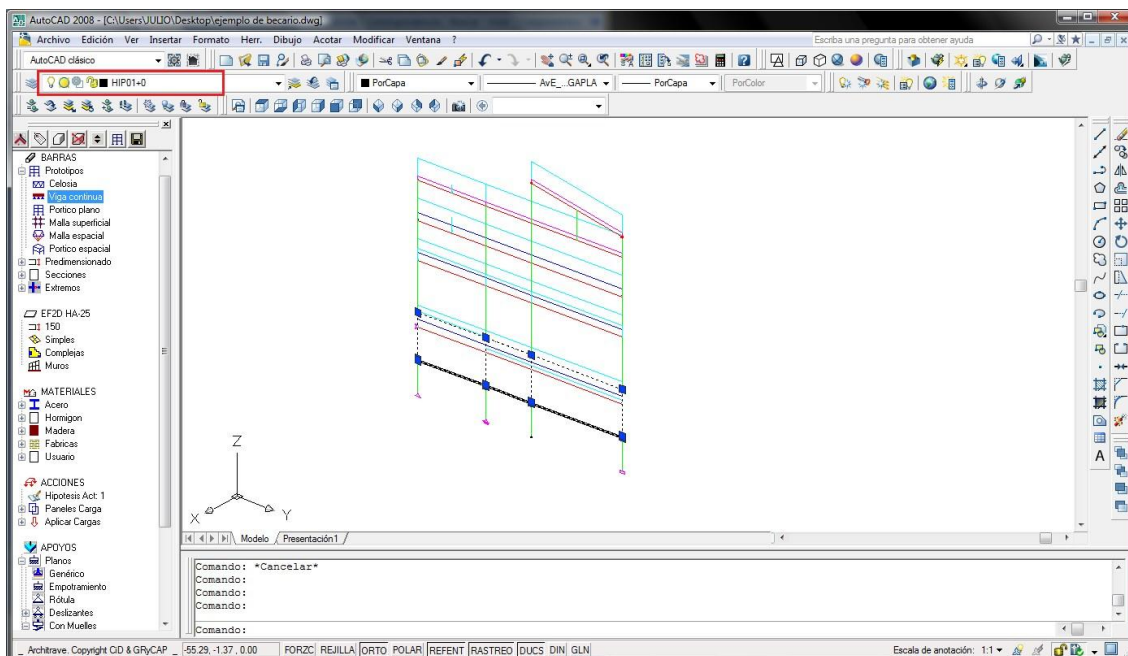 AutoCAD 2008 - [C:\Users\JULIO\Desktop\ejemplo de becario.dwg]
Archivo Edición Ver Insertar Formato Herr. Dibujo Acotar Modificar Ventana ?
Escriba una pregunta para obtener ayuda
AutoCAD clásico
HIP01+0
PorCapa
AvE_...GAPLA
PorCapa
PorColor
BARRAS
Prototipos
Celosia
Viga continua
Portico plano
Malla superficial
Malla espacial
Portico espacial
Predimensionado
Secciones
Extremos
EF2D HA-25
150
Simples
Complejas
Muros
MATERIALES
Acero
Hormigon
Madera
Fabricas
Usuario
ACCIONES
Hipotesis Act: 1
Paneles Carga
Aplicar Cargas
APOYOS
Planos
Genérico
Empotramiento
Rótula
Deslizantes
Con Muelles
Z
X
Y
Modelo
Presentación1
Comando: *Cancelar*
Comando:
Comando:
Comando:
Comando:
_ Architrave. Copyright CiD & GRyCAP _
-55.29, -1.37 , 0.00
FORZC REJILLA ORTO POLAR REFENT RASTREO DUCS DIN GLN
Escala de anotación: 1:1